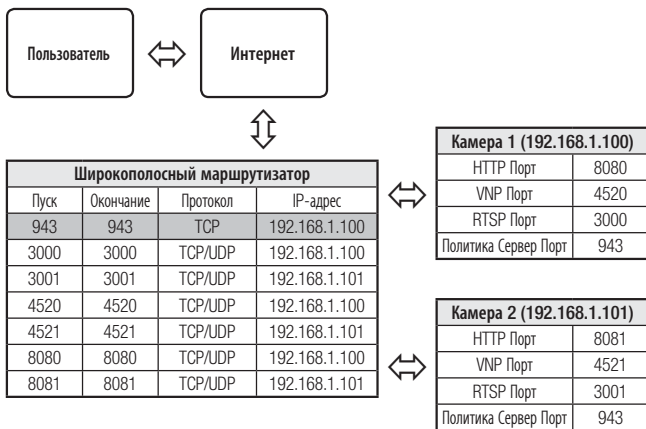 Пользователь
Интернет
Широкополосный маршрутизатор
Пуск Окончание Протокол IP-адрес
943 943 TCP 192.168.1.100
3000 3000 TCP/UDP 192.168.1.100
3001 3001 TCP/UDP 192.168.1.101
4520 4520 TCP/UDP 192.168.1.100
4521 4521 TCP/UDP 192.168.1.101
8080 8080 TCP/UDP 192.168.1.100
8081 8081 TCP/UDP 192.168.1.101
Камера 1 (192.168.1.100)
HTTP Порт 8080
VNP Порт 4520
RTSP Порт 3000
Политика Сервер Порт 943
Камера 2 (192.168.1.101)
HTTP Порт 8081
VNP Порт 4521
RTSP Порт 3001
Политика Сервер Порт 943